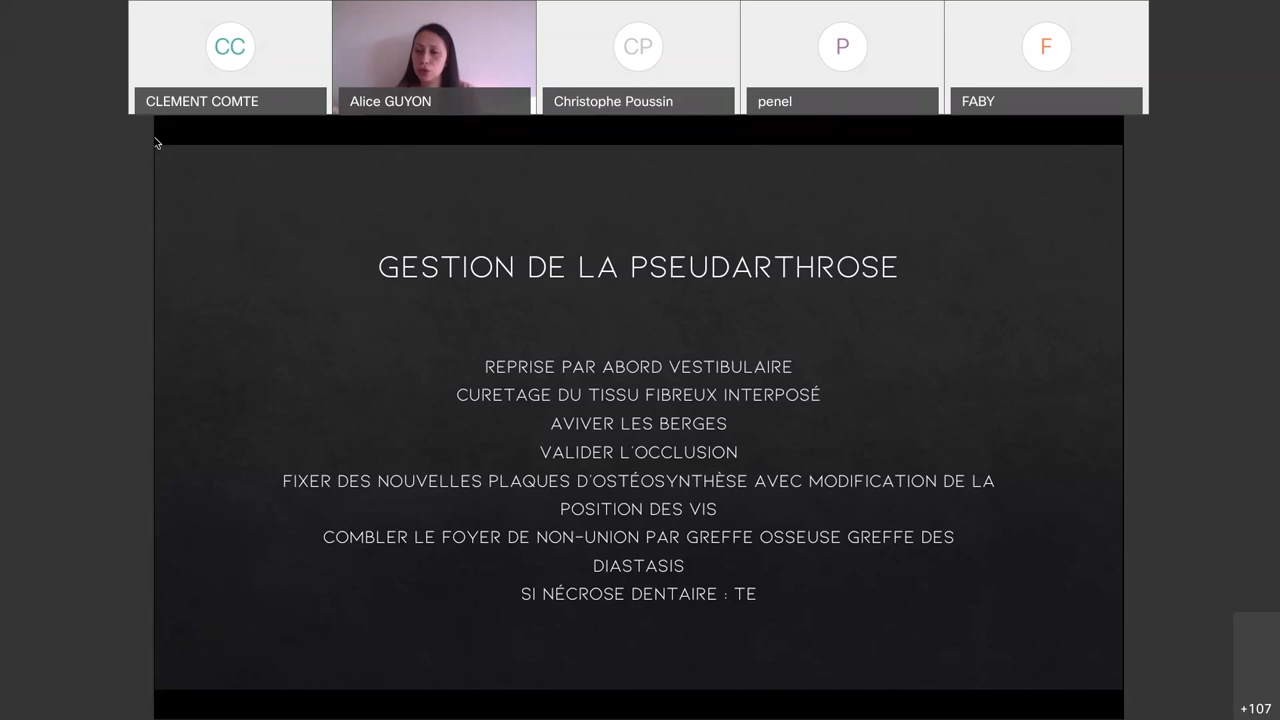 CC
CP
P
F
CLEMENT COMTE
Alice GUYON
Christophe Poussin
penel
FABY
GESTION DE LA PSEUDARTHROSE
REPRISE PAR ABORD VESTIBULAIRE
CURETAGE DU TISSU FIBREUX INTERPOSÉ
AVIVER LES BERGES
VALIDER L'OCCLUSION
FIXER DES NOUVELLES PLAQUES D'OSTÉOSYNTHÈSE AVEC MODIFICATION DE LA
POSITION DES VIS
COMBLER LE FOYER DE NON-UNION PAR GREFFE OSSEUSE GREFFE DES
DIASTASIS
SI NÉCROSE DENTAIRE : TE
+107